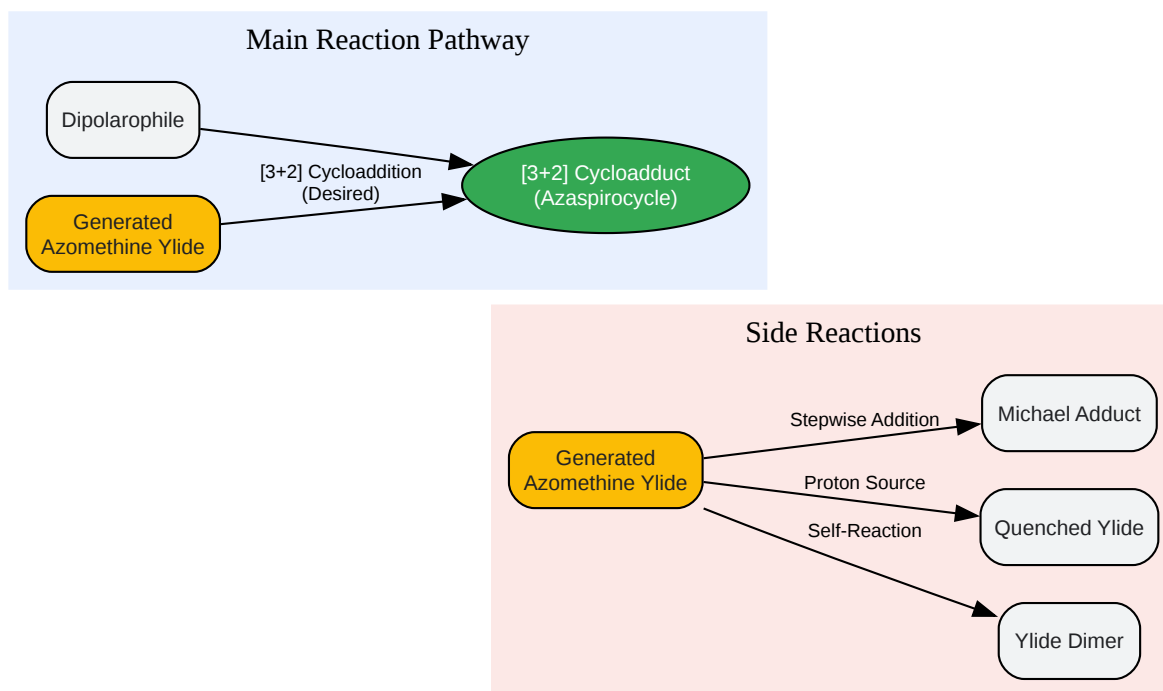 Main Reaction Pathway
Dipolarophile
[3+2] Cycloaddition
(Desired)
Generated
Azomethine Ylide
[3+2] Cycloadduct
(Azaspirocycle)
Side Reactions
Generated
Azomethine Ylide
Stepwise Addition
Proton Source
Self-Reaction
Michael Adduct
Quenched Ylide
Ylide Dimer